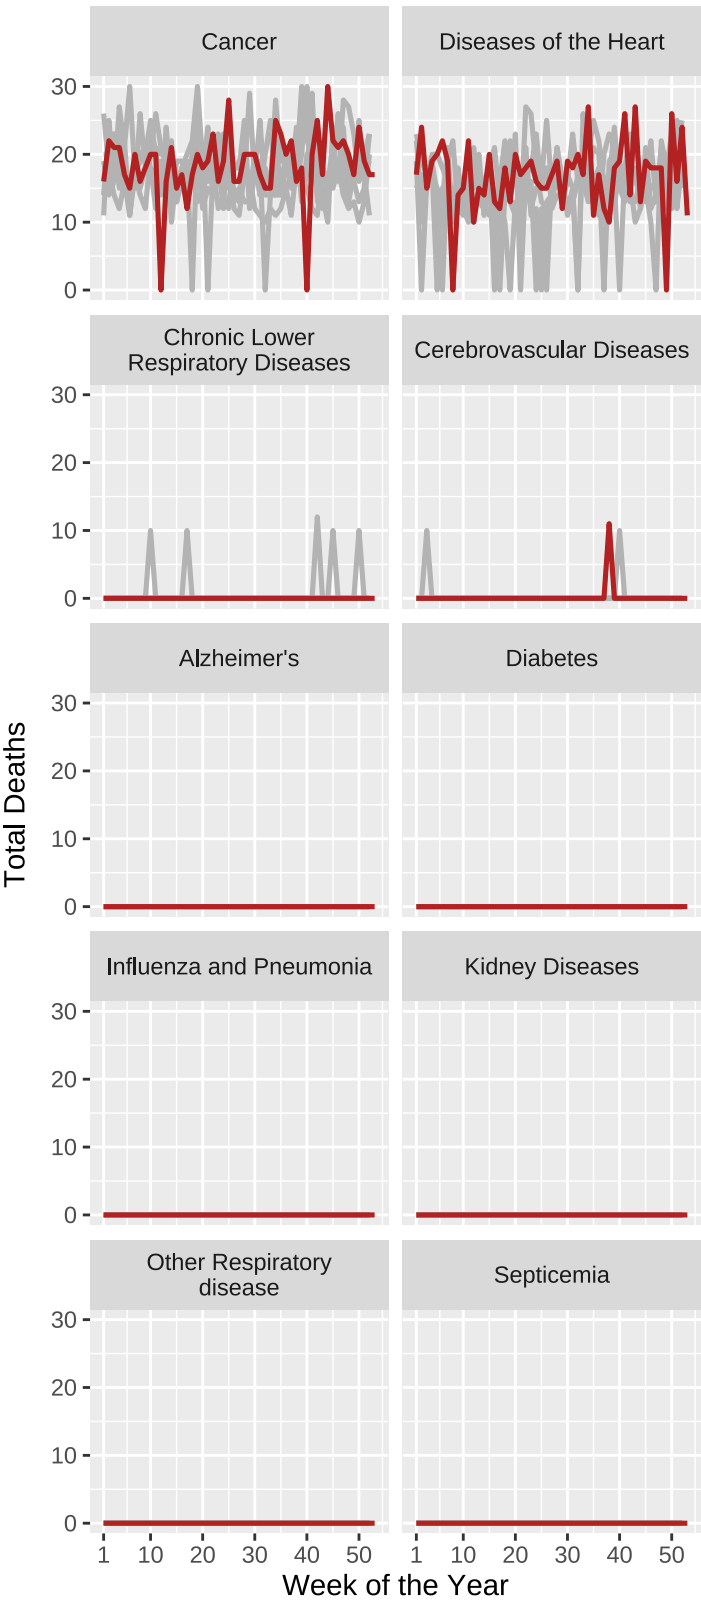 Cancer
Diseases of the Heart
30
20
10
0
Chronic Lower
Respiratory Diseases
Cerebrovascular Diseases
30
20
10
0
Alzheimer's
Diabetes
30
20
10
0
Influenza and Pneumonia
Kidney Diseases
30
20
10
0
Other Respiratory
disease
Septicemia
30
20
10
0
1 10 20 30 40 50
1 10 20 30 40 50
Week of the Year
Total Deaths